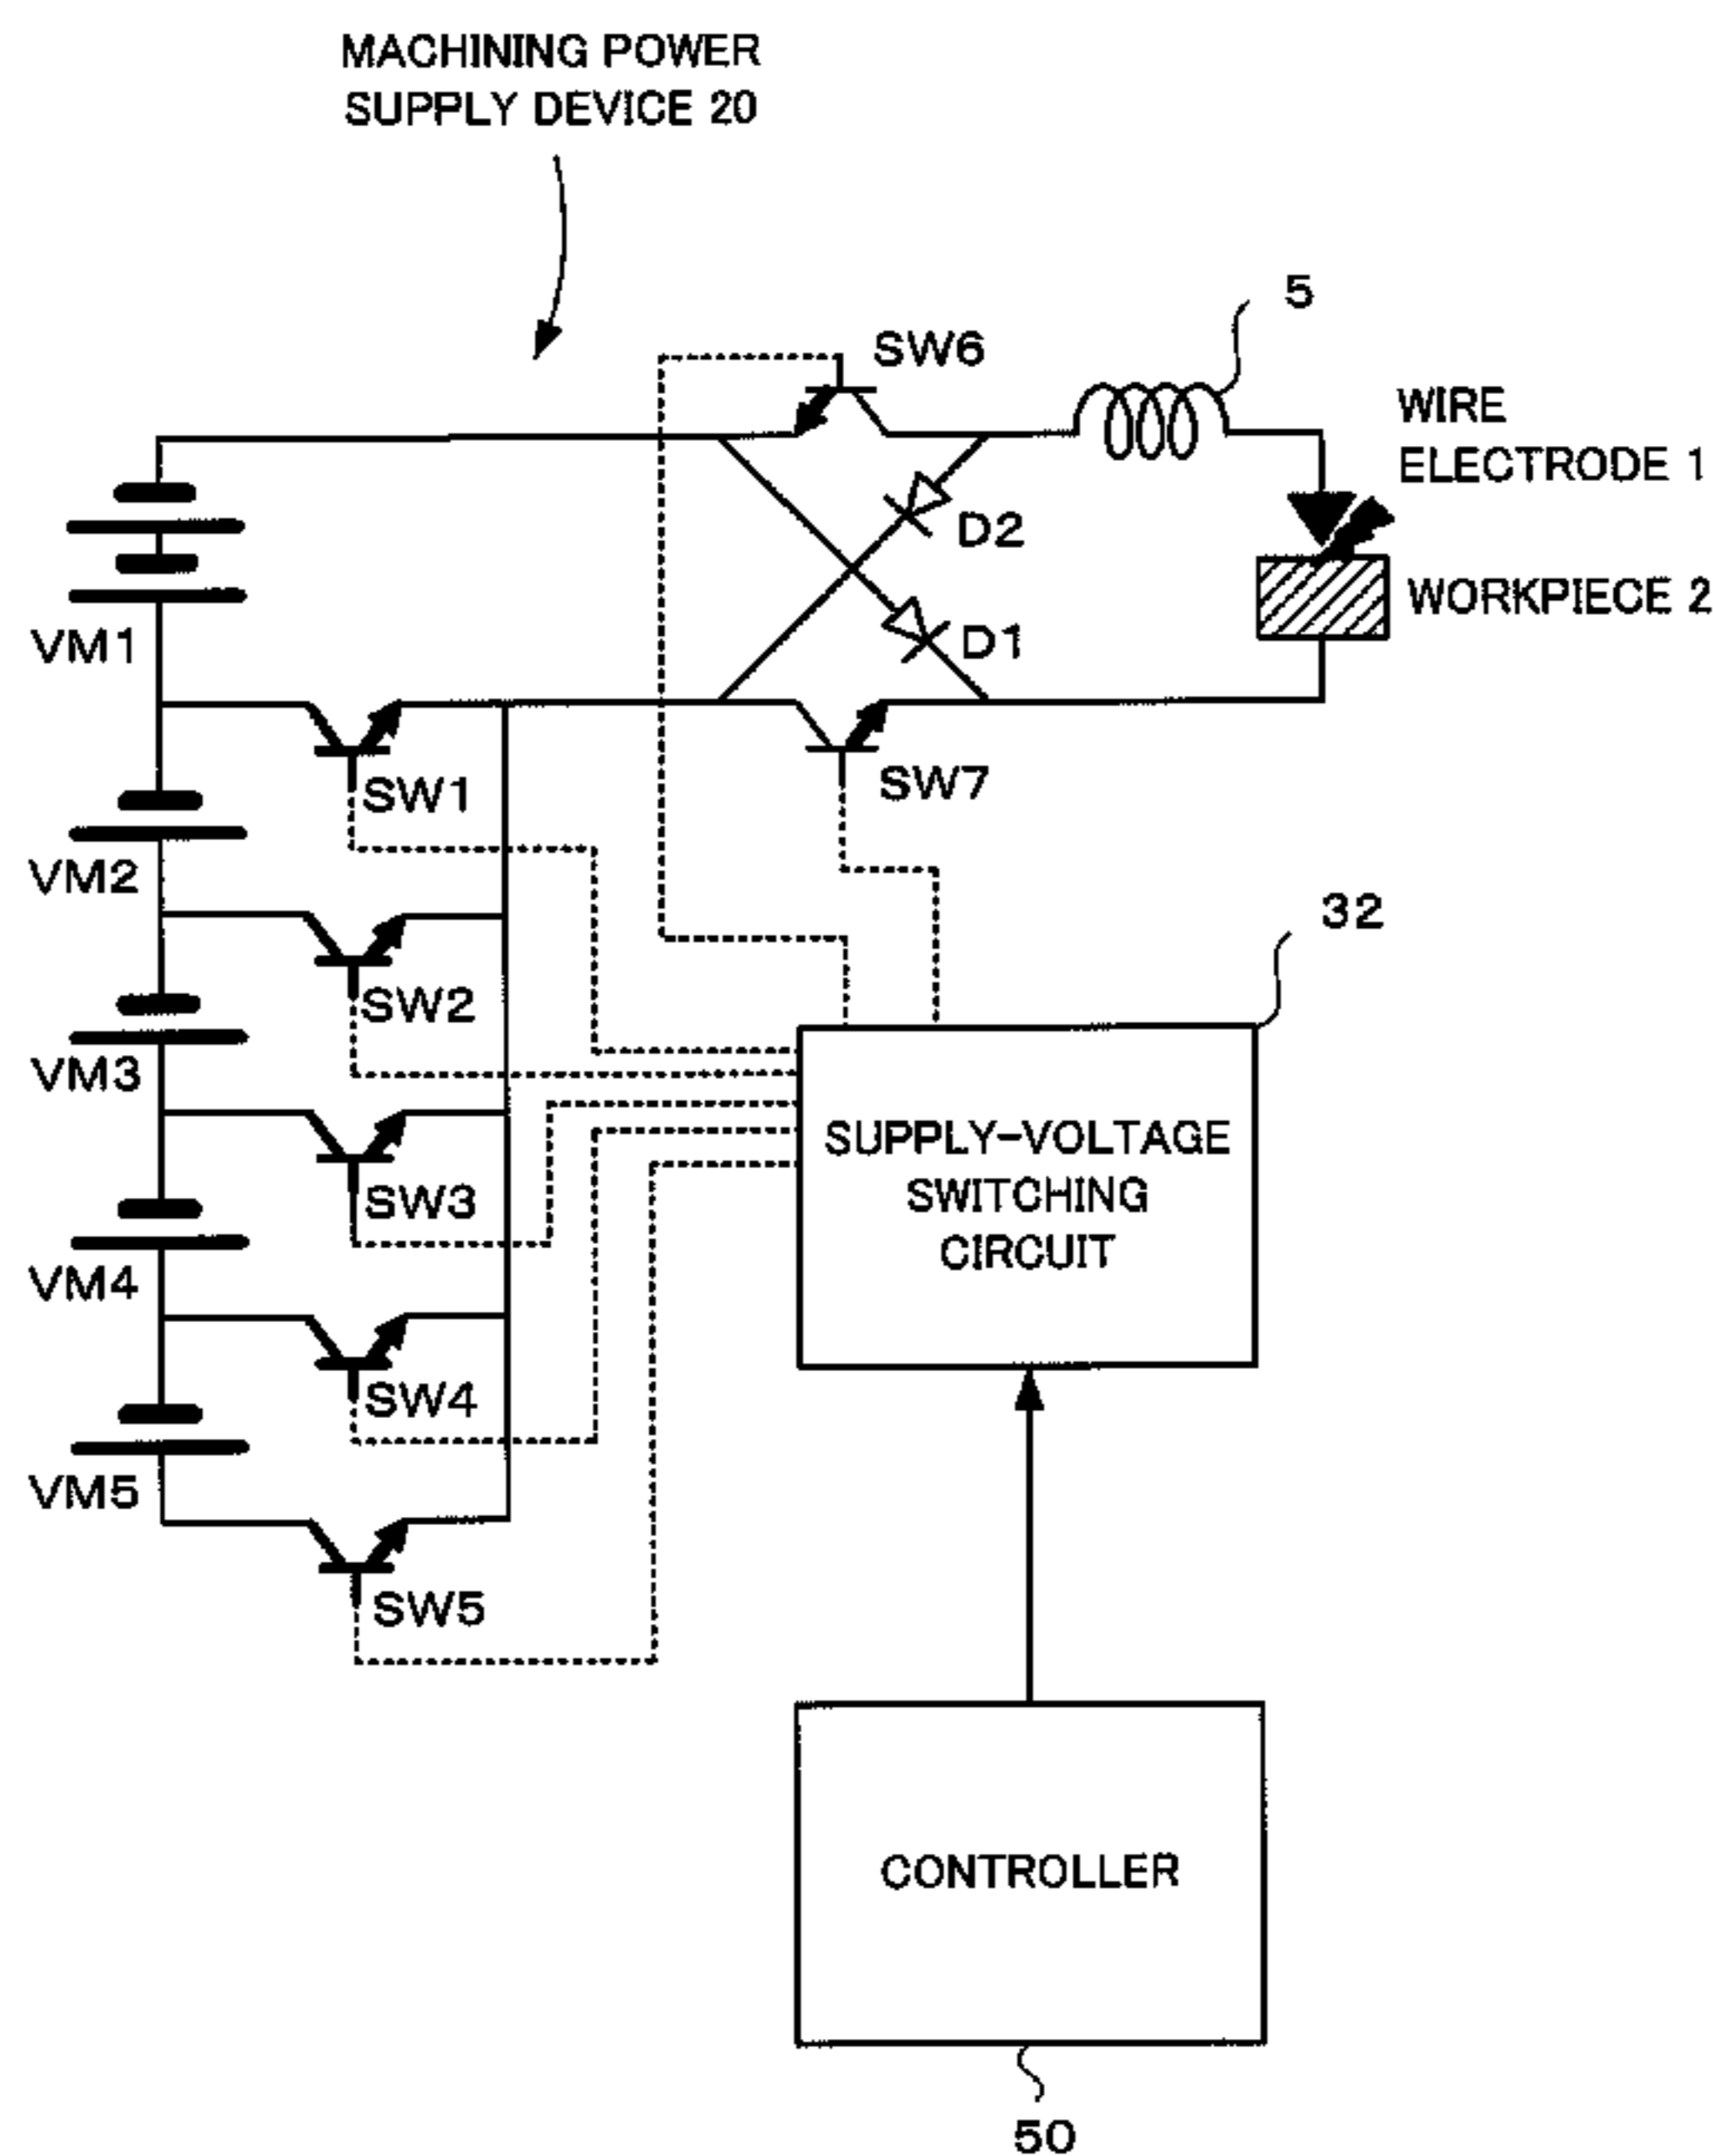 MACHINING POWER
SUPPLY DEVICE 20
5
SW6
WIRE
ELECTRODE 1
D2
WORKPIECE 2
D1
VM1
SW1
SW7
VM2
32
SW2
VM3
SUPPLY-VOLTAGE
SWITCHING
CIRCUIT
SW3
VM4
SW4
VM5
SW5
CONTROLLER
50